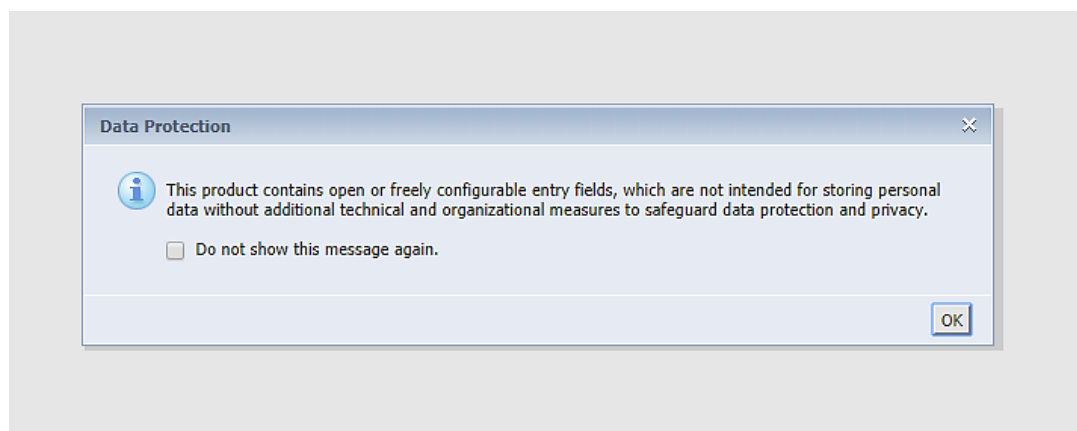 Data Protection
This product contains open or freely configurable entry fields, which are not intended for storing personal
data without additional technical and organizational measures to safeguard data protection and privacy.
Do not show this message again.
OK